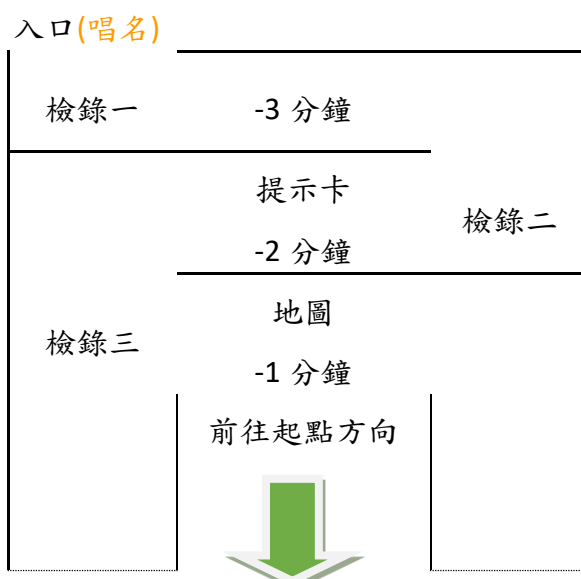 入口(唱名)
檢錄一
-3 分鐘
提示卡
檢錄二
-2 分鐘
地圖
檢錄三
-1 分鐘
前往起點方向